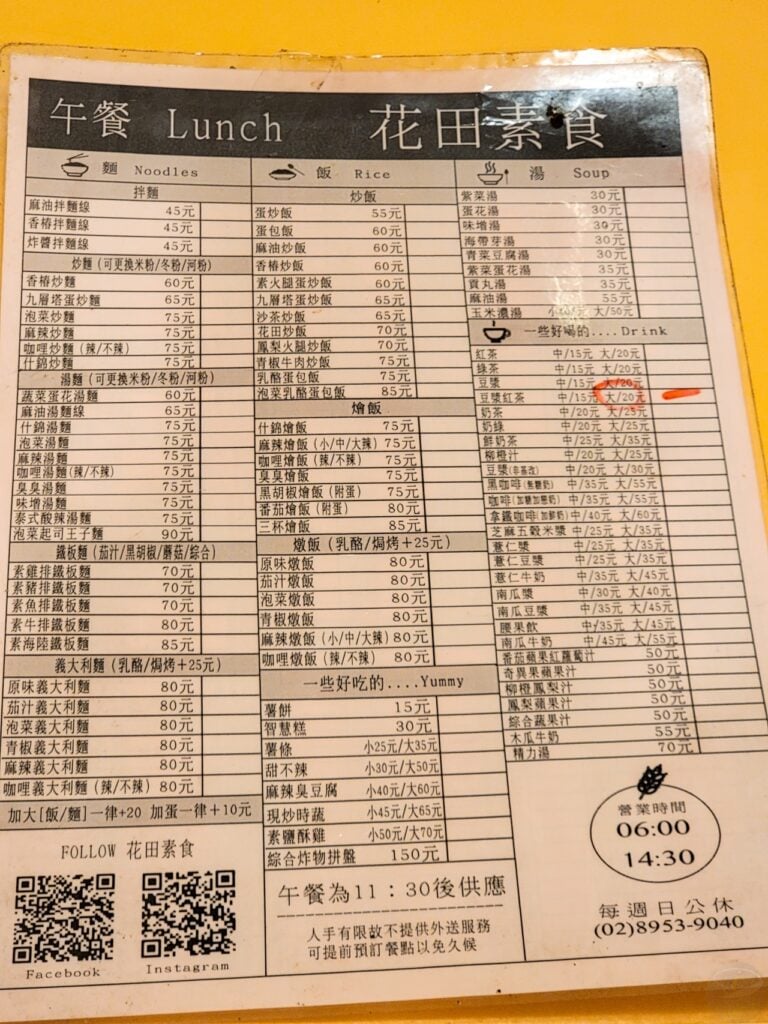 午餐 Lunch 花田素食
麵 Noodles
拌麵
麻油拌麵線 45元
香椿拌麵線 45元
炸醬拌麵線 45元
炒麵(可更換米粉/冬粉/河粉)
香椿炒麵 60元
九層塔蛋炒麵 65元
泡菜炒麵 75元
麻辣炒麵 75元
咖哩炒麵(辣/不辣) 75元
什錦炒麵 75元
湯麵(可更換米粉/冬粉/河粉)
蔬菜蛋花湯麵 60元
麻油湯麵線 65元
什錦湯麵 75元
泡菜湯麵 75元
麻辣湯麵 75元
咖哩湯麵(辣/不辣) 75元
臭臭湯麵 75元
味增湯麵 75元
泰式酸辣湯麵 75元
泡菜起司王子麵 90元
鐵板麵(茄汁/黑胡椒/蘑菇/綜合)
素雞排鐵板麵 70元
素豬排鐵板麵 70元
素魚排鐵板麵 70元
素牛排鐵板麵 80元
素海陸鐵板麵 85元
義大利麵(乳酪/焗烤+25元)
原味義大利麵 80元
茄汁義大利麵 80元
泡菜義大利麵 80元
青椒義大利麵 80元
麻辣義大利麵 80元
咖哩義大利麵(辣/不辣) 80元
加大[飯/麵]一律+20 加蛋一律+10元
FOLLOW 花田素食
Facebook Instagram
飯 Rice
炒飯
蛋炒飯 55元
蛋包飯 60元
麻油炒飯 60元
香椿炒飯 60元
素火腿蛋炒飯 60元
九層塔蛋炒飯 65元
沙茶炒飯 65元
花田炒飯 70元
鳳梨火腿炒飯 70元
青椒牛肉炒飯 75元
乳酪蛋包飯 75元
泡菜乳酪蛋包飯 85元
燴飯
什錦燴飯 75元
麻辣燴飯(小/中/大辣) 75元
咖哩燴飯(辣/不辣) 75元
臭臭燴飯 75元
黑胡椒燴飯(附蛋) 75元
番茄燴飯(附蛋) 80元
三杯燴飯 85元
燉飯(乳酪/焗烤+25元)
原味燉飯 80元
茄汁燉飯 80元
泡菜燉飯 80元
青椒燉飯 80元
麻辣燉飯(小/中/大辣) 80元
咖哩燉飯(辣/不辣) 80元
一些好吃的....Yummy
薯餅 15元
智慧糕 30元
薯條 小25元/大35元
甜不辣 小30元/大50元
麻辣臭豆腐 小40元/大60元
現炒時蔬 小45元/大65元
素鹽酥雞 小50元/大70元
綜合炸物拼盤 150元
午餐為11:30後供應
人手有限故不提供外送服務
可提前預訂餐點以免久候
湯 Soup
紫菜湯 30元
蛋花湯 30元
味增湯 30元
海帶芽湯 30元
青菜豆腐湯 30元
紫菜蛋花湯 35元
貢丸湯 35元
麻油湯 55元
玉米濃湯 小40元/大50元
一些好喝的....Drink
紅茶 中/15元 大/20元
綠茶 中/15元 大/20元
豆漿 中/15元 大/20元
豆漿紅茶 中/15元 大/20元
奶茶 中/20元 大/25元
奶綠 中/20元 大/25元
鮮奶茶 中/25元 大/35元
柳橙汁 中/20元 大/25元
豆漿(非基改) 中/20元 大/30元
黑咖啡(無糖奶) 中/35元 大/55元
咖啡(加糖加鮮奶) 中/35元 大/55元
拿鐵咖啡(加鮮奶) 中/40元 大/60元
芝麻五穀米漿 中/25元 大/35元
薏仁漿 中/25元 大/35元
薏仁豆漿 中/25元 大/35元
薏仁牛奶 中/35元 大/45元
南瓜漿 中/30元 大/40元
南瓜豆漿 中/35元 大/45元
腰果飲 中/35元 大/45元
南瓜牛奶 中/45元 大/55元
番茄蘋果紅蘿蔔汁 50元
奇異果蘋果汁 50元
柳橙鳳梨汁 50元
鳳梨蘋果汁 50元
綜合蔬果汁 50元
木瓜牛奶 55元
精力湯 70元
營業時間
06:00
14:30
每週日公休
(02)8953-9040